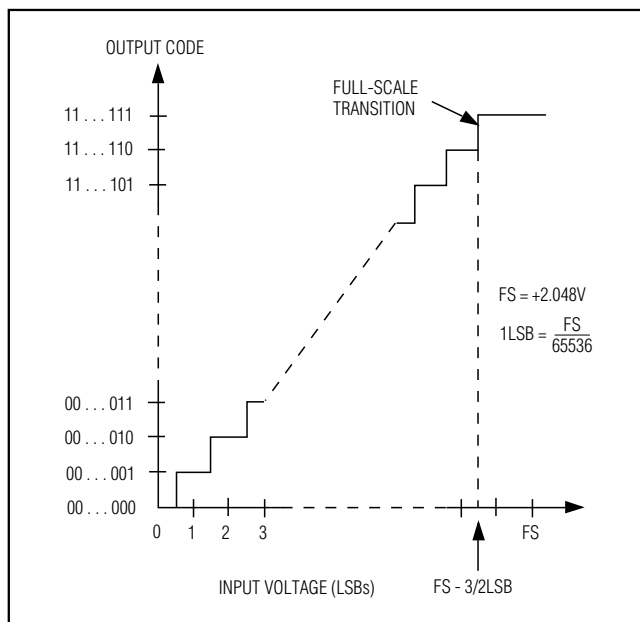 OUTPUT CODE
FULL-SCALE
TRANSITION
11 . . . 111
11 . . . 110
11 . . . 101
FS = +2.048V
1LSB = FS
65536
00 . . . 011
00 . . . 010
00 . . . 001
00 . . . 000
0 1 2 3 FS
INPUT VOLTAGE (LSBs) FS - 3/2LSB